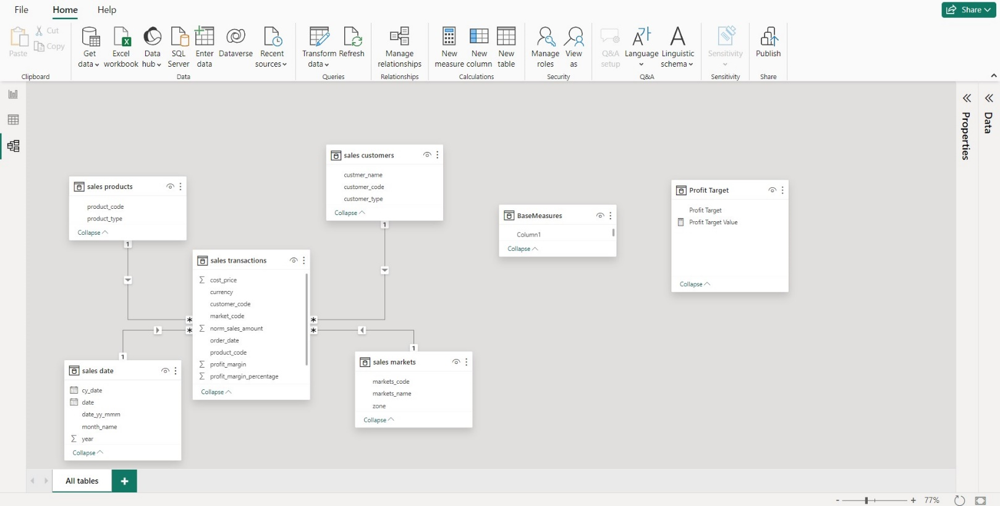 File
Home
Help
Share
Paste
Cut
Copy
Get
data
Excel
workbook
Data
hub
SQL
Server
Enter
data
Dataverse
Recent
sources
Transform
data
Refresh
Manage
relationships
New
measure
New
column
New
table
Manage
roles
View
as
Q&A
setup
Language
Linguistic
schema
Sensitivity
Publish
Clipboard
Data
Queries
Relationships
Calculations
Security
Q&A
Sensitivity
Share
Properties
Data
sales products
product_code
product_type
Collapse
1
sales customers
custmer_name
customer_code
customer_type
Collapse
1
BaseMeasures
Column1
Collapse
Profit Target
Profit Target
Profit Target Value
Collapse
sales transactions
cost_price
currency
customer_code
market_code
norm_sales_amount
order_date
product_code
profit_margin
profit_margin_percentage
Collapse
*
*
*
*
1
sales date
cy_date
date
date_yy_mmm
month_name
year
Collapse
1
sales markets
markets_code
markets_name
zone
Collapse
All tables
+
- + 77%